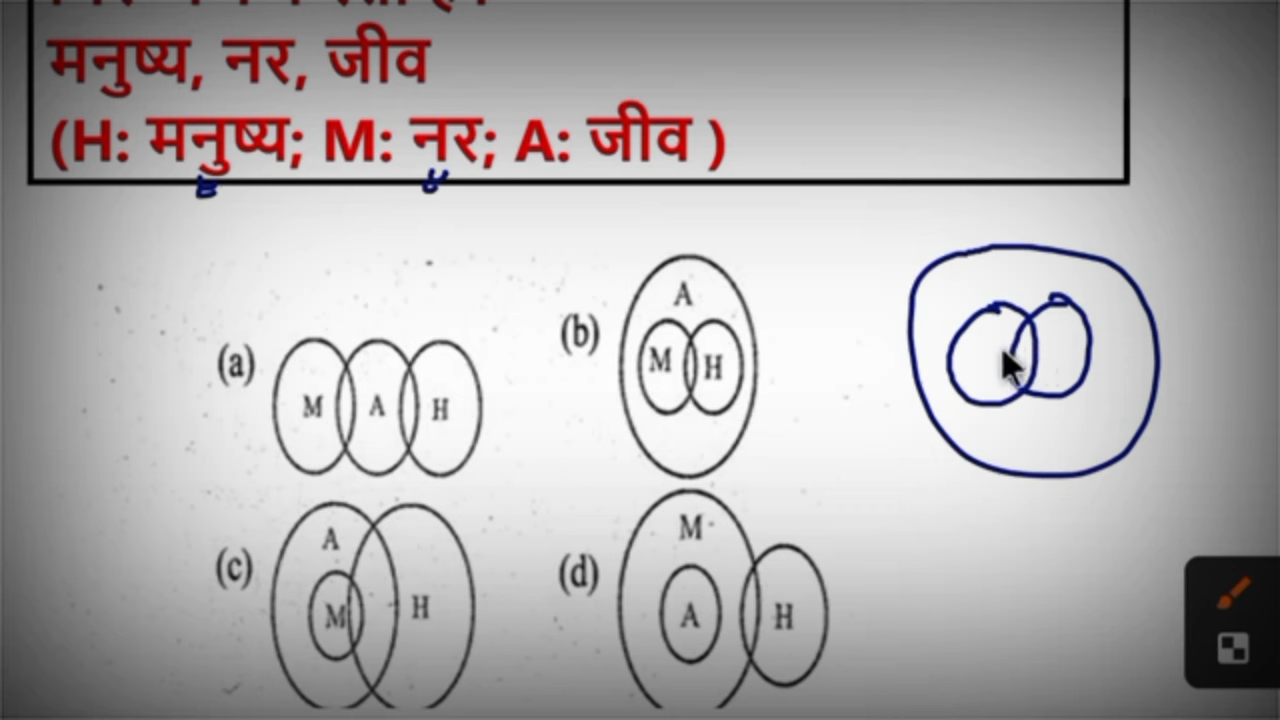 मनुष्य, नर, जीव
(H: मनुष्य; M: नर; A: जीव )
(a) M A H
(b) A M H
(c) A M H
(d) M A H